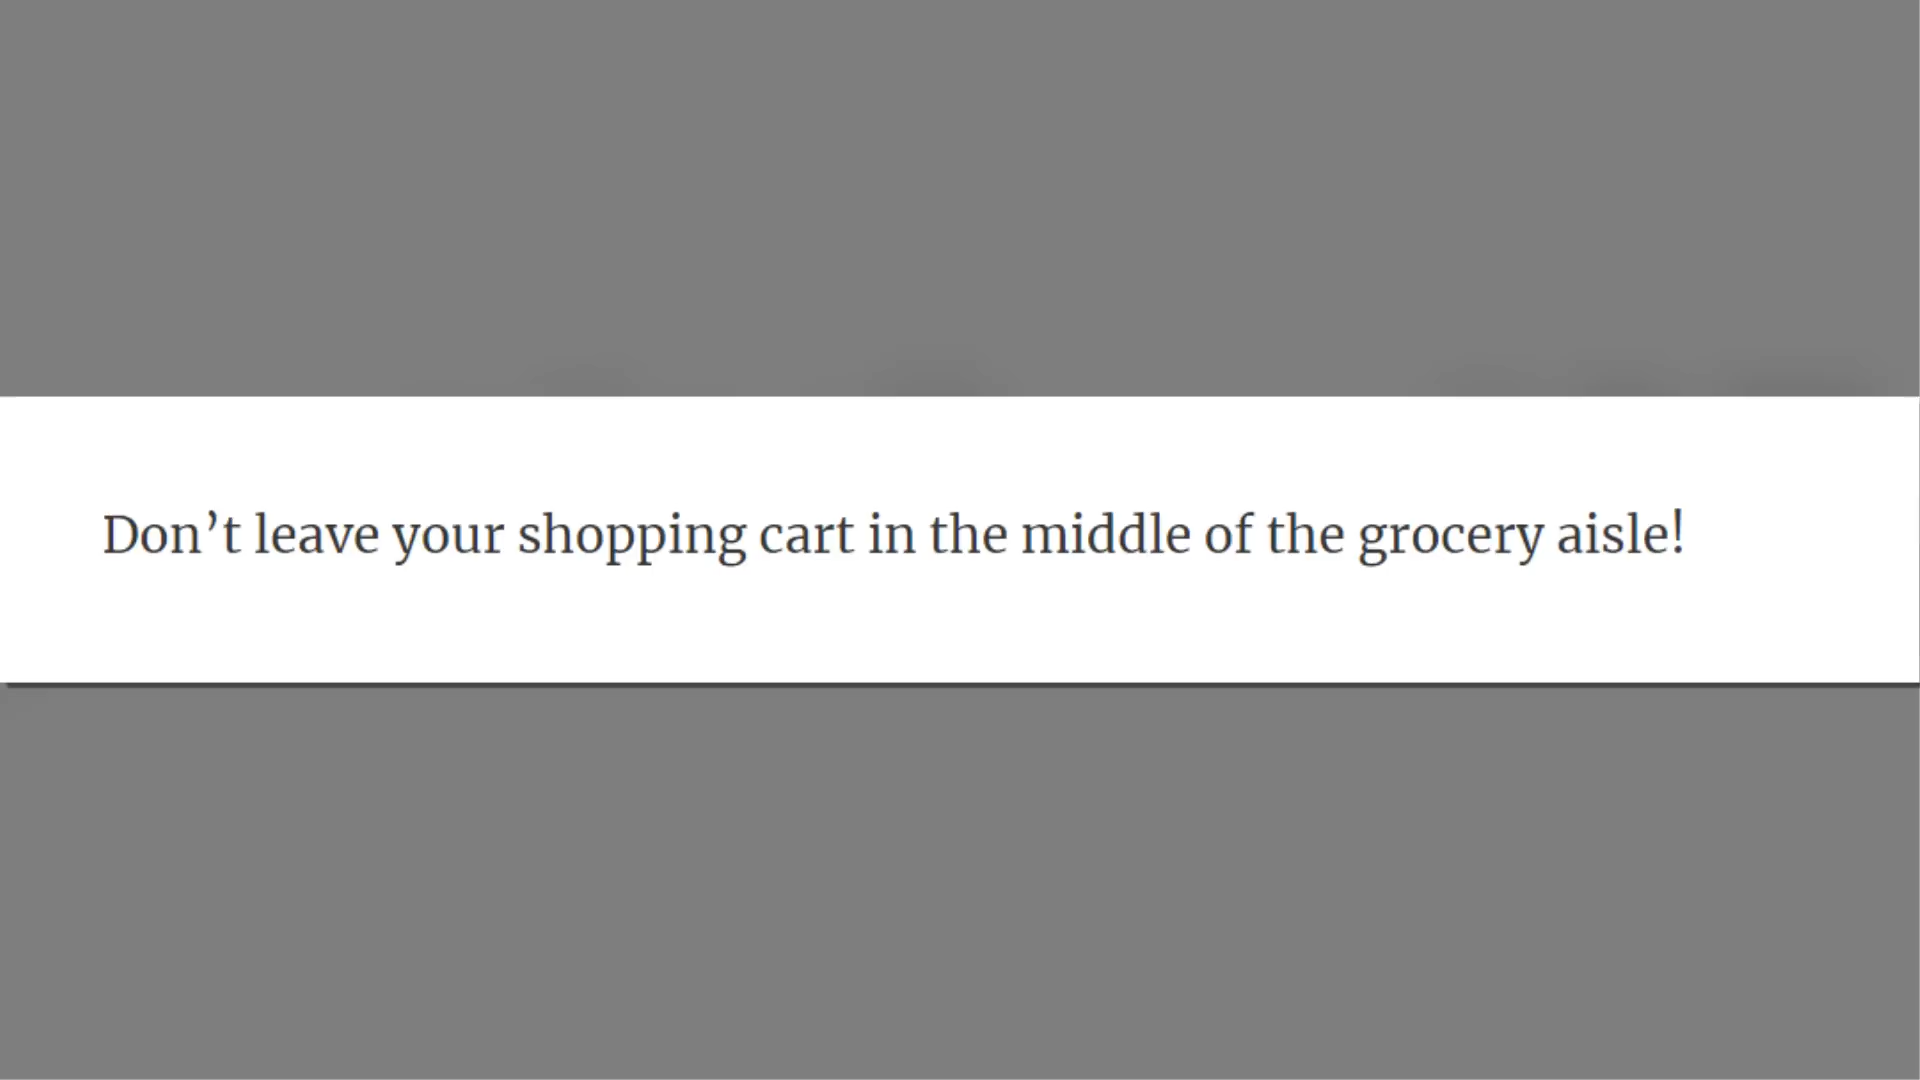 Don’t leave your shopping cart in the middle of the grocery aisle!